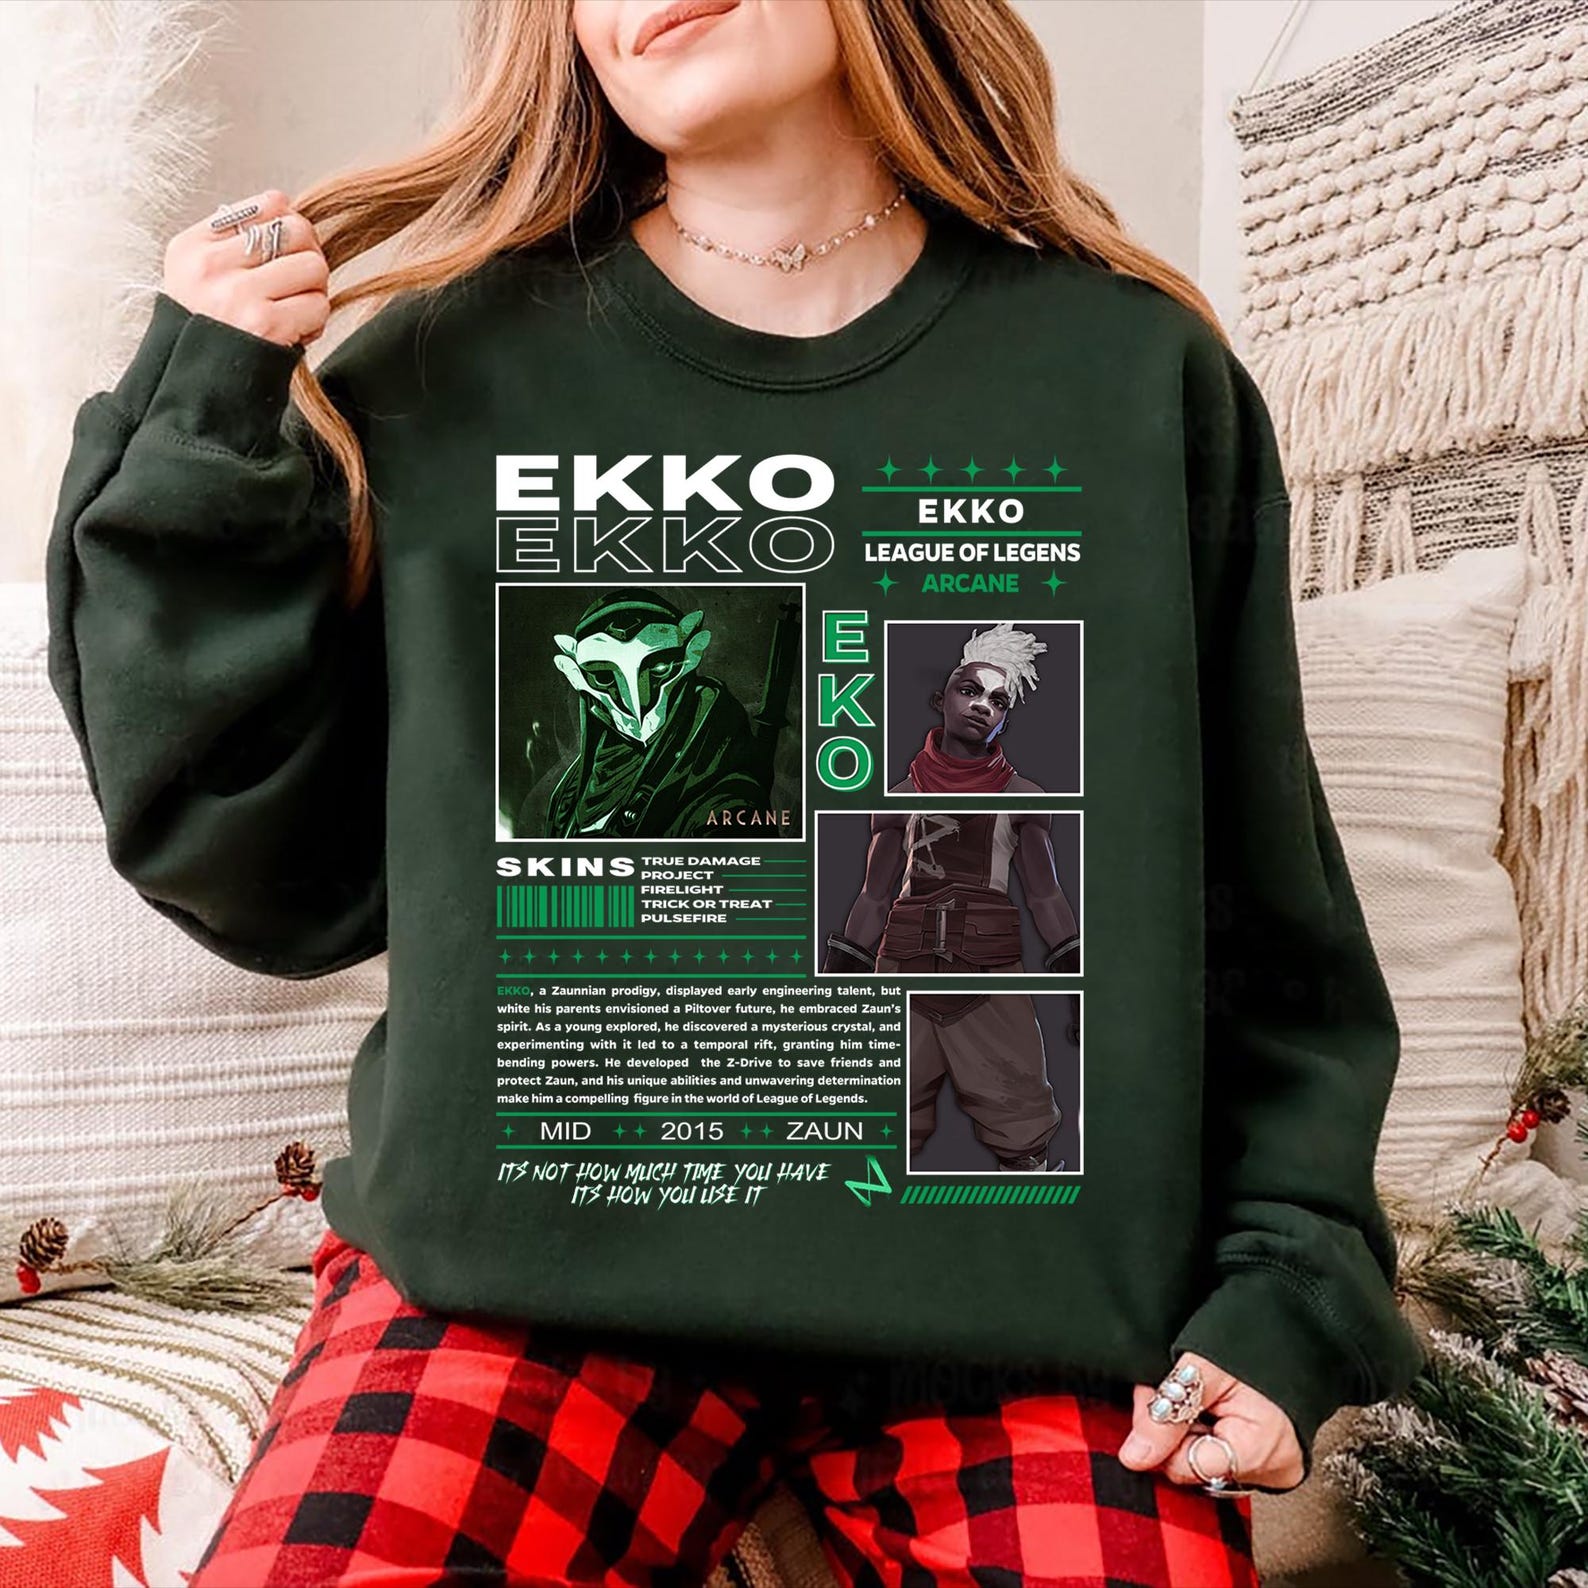 EKKO
EKKO
EKKO
LEAGUE OF LEGENS
ARCANE
EKO
ARCANE
SKINS
TRUE DAMAGE
PROJECT
FIRELIGHT
TRICK OR TREAT
PULSEFIRE
EKKO, a Zaunnian prodigy, displayed early engineering talent, but
white his parents envisioned a Piltover future, he embraced Zaun's
spirit. As a young explored, he discovered a mysterious crystal, and
experimenting with it led to a temporal rift, granting him time-
bending powers. He developed the Z-Drive to save friends and
protect Zaun, and his unique abilities and unwavering determination
make him a compelling figure in the world of League of Legends.
MID 2015 ZAUN
ITS NOT HOW MUCH TIME YOU HAVE
ITS HOW YOU USE IT